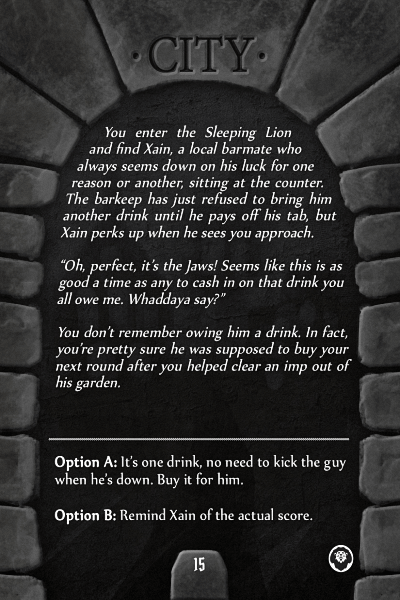 · CITY ·
You enter the Sleeping Lion
and find Xain, a local barmate who
always seems down on his luck for one
reason or another, sitting at the counter.
The barkeep has just refused to bring him
another drink until he pays off his tab, but
Xain perks up when he sees you approach.
“Oh, perfect, it’s the Jaws! Seems like this is as
good a time as any to cash in on that drink you
all owe me. Whaddaya say?”
You don’t remember owing him a drink. In fact,
you’re pretty sure he was supposed to buy your
next round after you helped clear an imp out of
his garden.
Option A: It’s one drink, no need to kick the guy
when he’s down. Buy it for him.
Option B: Remind Xain of the actual score.
15